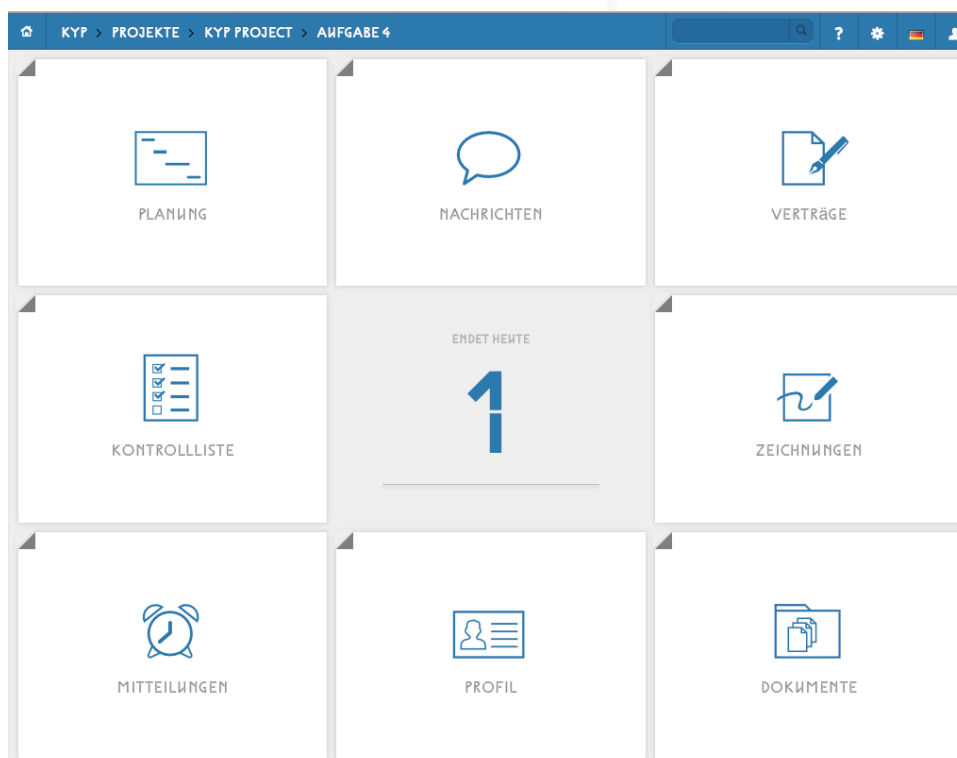 KYP > PROJEKTE > KYP PROJECT > AUFGABE 4 ?
PLANUNG
NACHRICHTEN
VERTRÄGE
KONTROLLLISTE
ENDET HEUTE
1
ZEICHNUNGEN
MITTEILUNGEN
PROFIL
DOKUMENTE